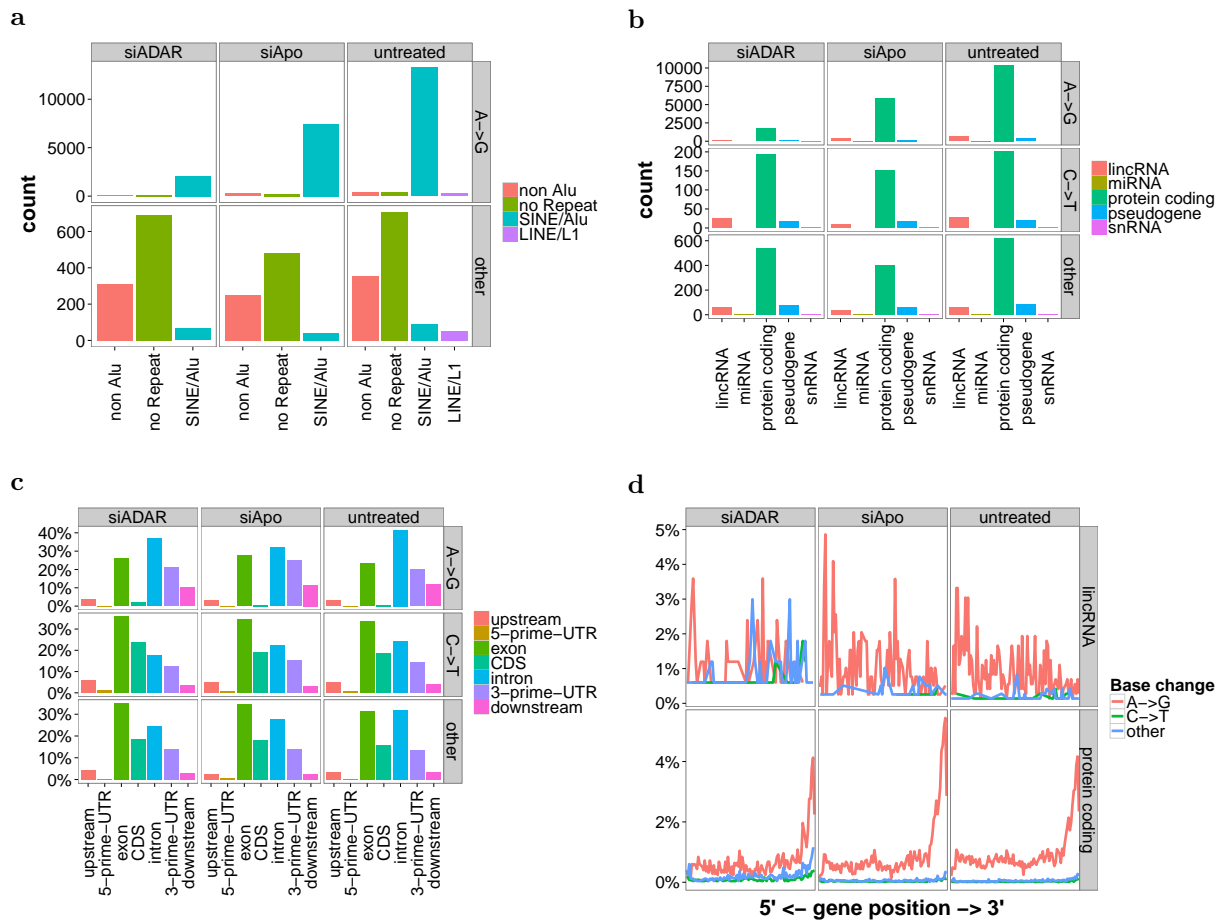 a
siADAR
siApo
untreated
count
10000
5000
0
A->G
600
400
200
0
other
non Alu
no Repeat
SINE/Alu
LINE/L1
non Alu
no Repeat
SINE/Alu
non Alu
no Repeat
SINE/Alu
non Alu
no Repeat
SINE/Alu
LINE/L1
b
siADAR
siApo
untreated
count
10000
7500
5000
2500
0
A->G
200
150
100
50
0
C->T
600
400
200
0
other
lincRNA
miRNA
protein coding
pseudogene
snRNA
lincRNA
miRNA
protein coding
pseudogene
snRNA
lincRNA
miRNA
protein coding
pseudogene
snRNA
lincRNA
miRNA
protein coding
pseudogene
snRNA
c
siADAR
siApo
untreated
40%
30%
20%
10%
0%
A->G
30%
20%
10%
0%
C->T
30%
20%
10%
0%
other
upstream
5-prime-UTR
exon
CDS
intron
3-prime-UTR
downstream
upstream
5-prime-UTR
exon
CDS
intron
3-prime-UTR
downstream
upstream
5-prime-UTR
exon
CDS
intron
3-prime-UTR
downstream
upstream
5-prime-UTR
exon
CDS
intron
3-prime-UTR
downstream
d
siADAR
siApo
untreated
5%
4%
3%
2%
1%
0%
lincRNA
4%
2%
1%
0%
protein coding
Base change
A->G
C->T
other
5' <- gene position -> 3'